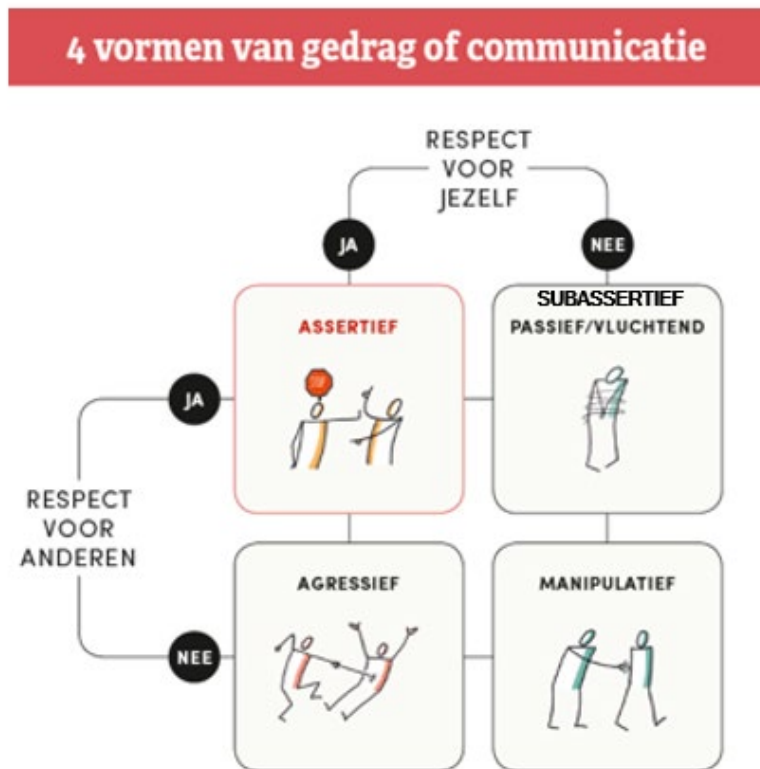 4 vormen van gedrag of communicatie
RESPECT
VOOR
JEZELF
JA
NEE
SUBASSERTIEF
ASSERTIEF
PASSIEF/VLUCHTEND
JA
RESPECT
VOOR
ANDEREN
AGRESSIEF
MANIPULATIEF
NEE